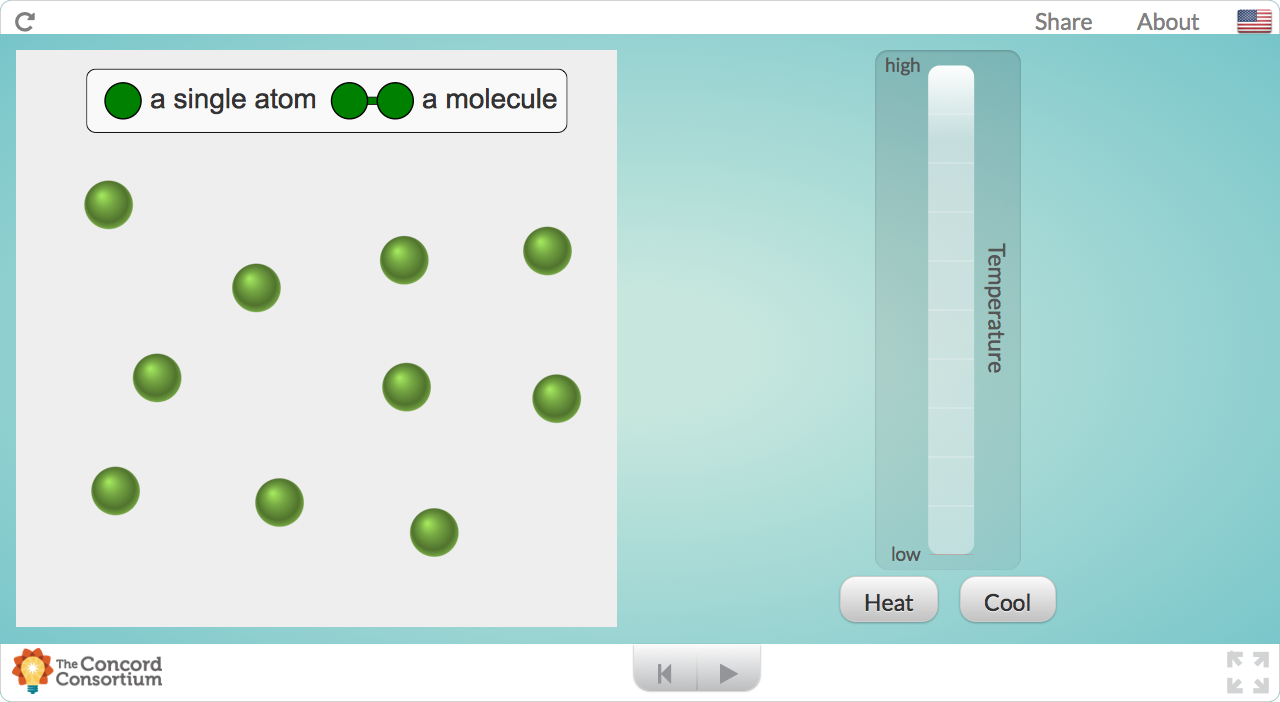 Share About
a single atom a molecule
high
Temperature
low
Heat Cool
The Concord
Consortium